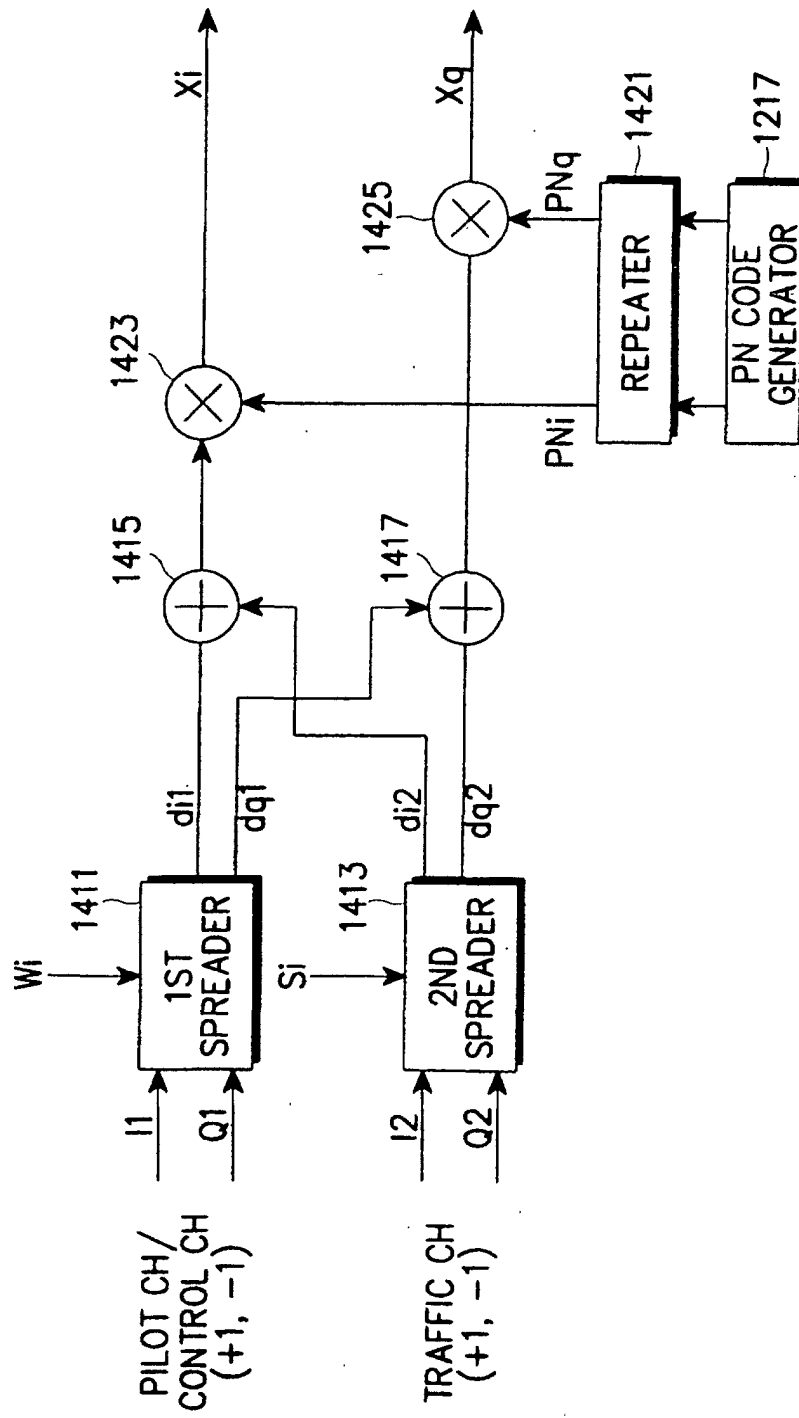 PILOT CH/
CONTROL CH
(+1, -1)
I1
Q1
Wi
1411
1ST
SPREADER
di1
dq1
1415
1423
Xi
TRAFFIC CH
(+1, -1)
I2
Q2
Si
1413
2ND
SPREADER
di2
dq2
1417
1425
Xq
PNi
PNq
REPEATER
1421
PN CODE
GENERATOR
1217